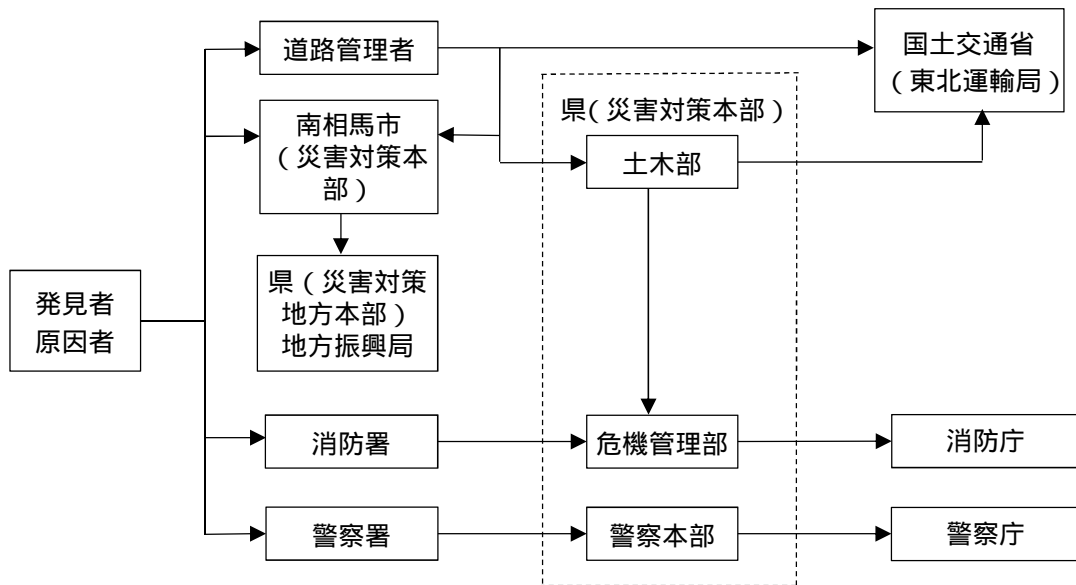 道路管理者
国土交通省
（東北運輸局）
県（災害対策本部）
南相馬市
（災害対策本
部）
土木部
県（災害対策
地方本部）
地方振興局
発見者
原因者
消防署
危機管理部
消防庁
警察署
警察本部
警察庁